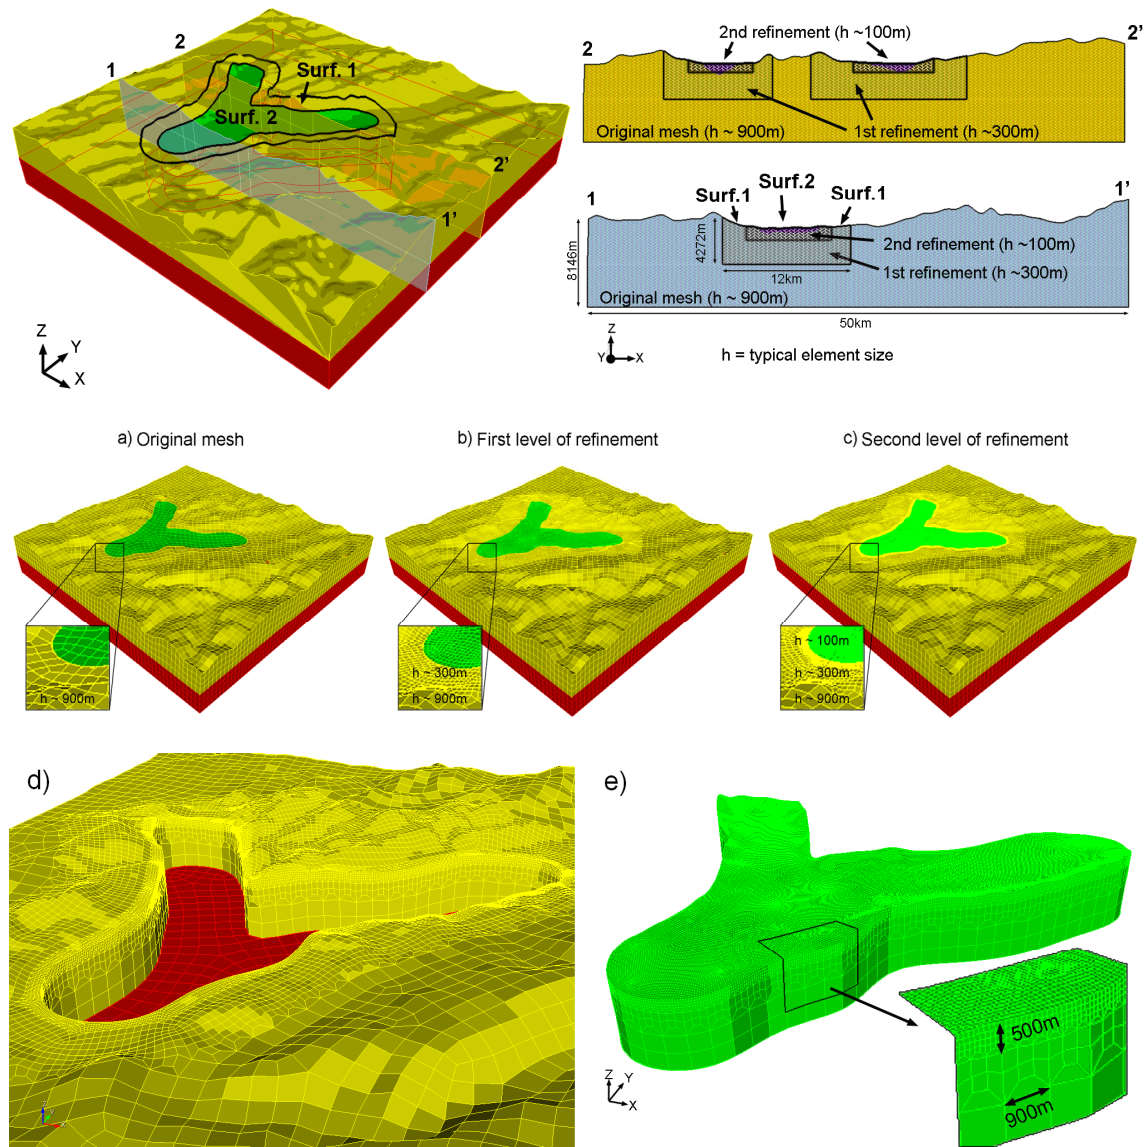 2
1
Surf. 1
Surf. 2
2'
1'
Z
Y
X
2nd refinement (h ~100m)
2
2'
Original mesh (h ~ 900m)
1st refinement (h ~300m)
1
Surf.1
Surf.2
Surf.1
1'
8146m
4272m
2nd refinement (h ~100m)
1st refinement (h ~300m)
12km
Original mesh (h ~ 900m)
50km
Z
Y
X
h = typical element size
a) Original mesh
b) First level of refinement
c) Second level of refinement
h ~ 900m
h ~ 300m
h ~ 900m
h ~ 100m
h ~ 300m
h ~ 900m
d)
e)
500m
900m
Z
Y
X